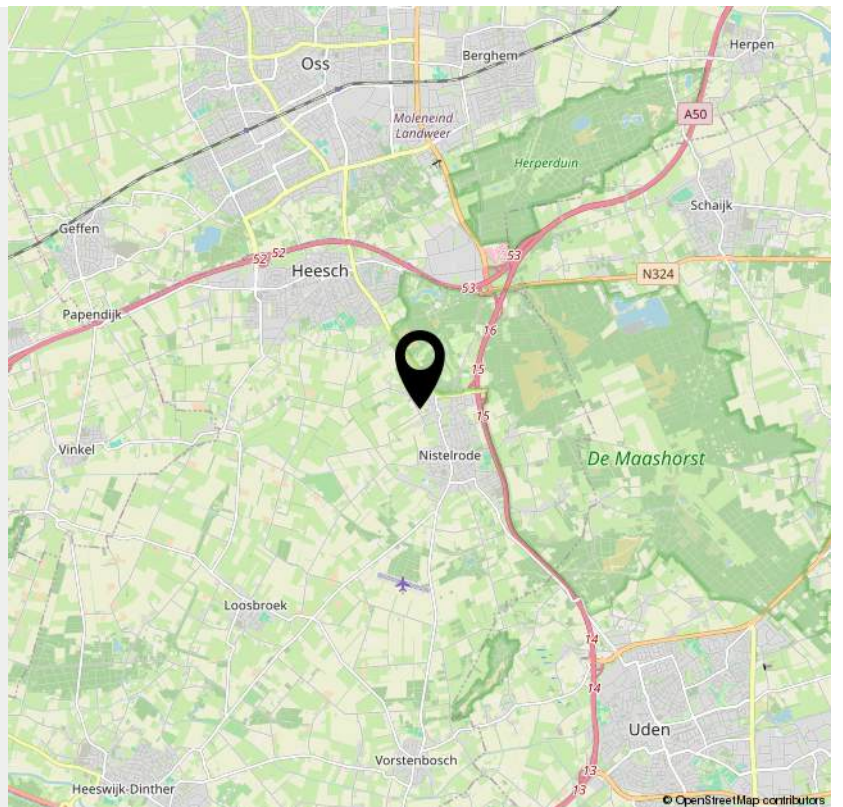 Oss
Berghem
Herpen
A50
Moleneind
Landweer
Herperduin
Schaijk
Geffen
52
52
53
Heesch
N324
53
Papendijk
16
15
15
Vinkel
Nistelrode
De Maashorst
Loosbroek
14
14
Uden
Vorstenbosch
13
13
Heeswijk-Dinther
© OpenStreetMap contributors